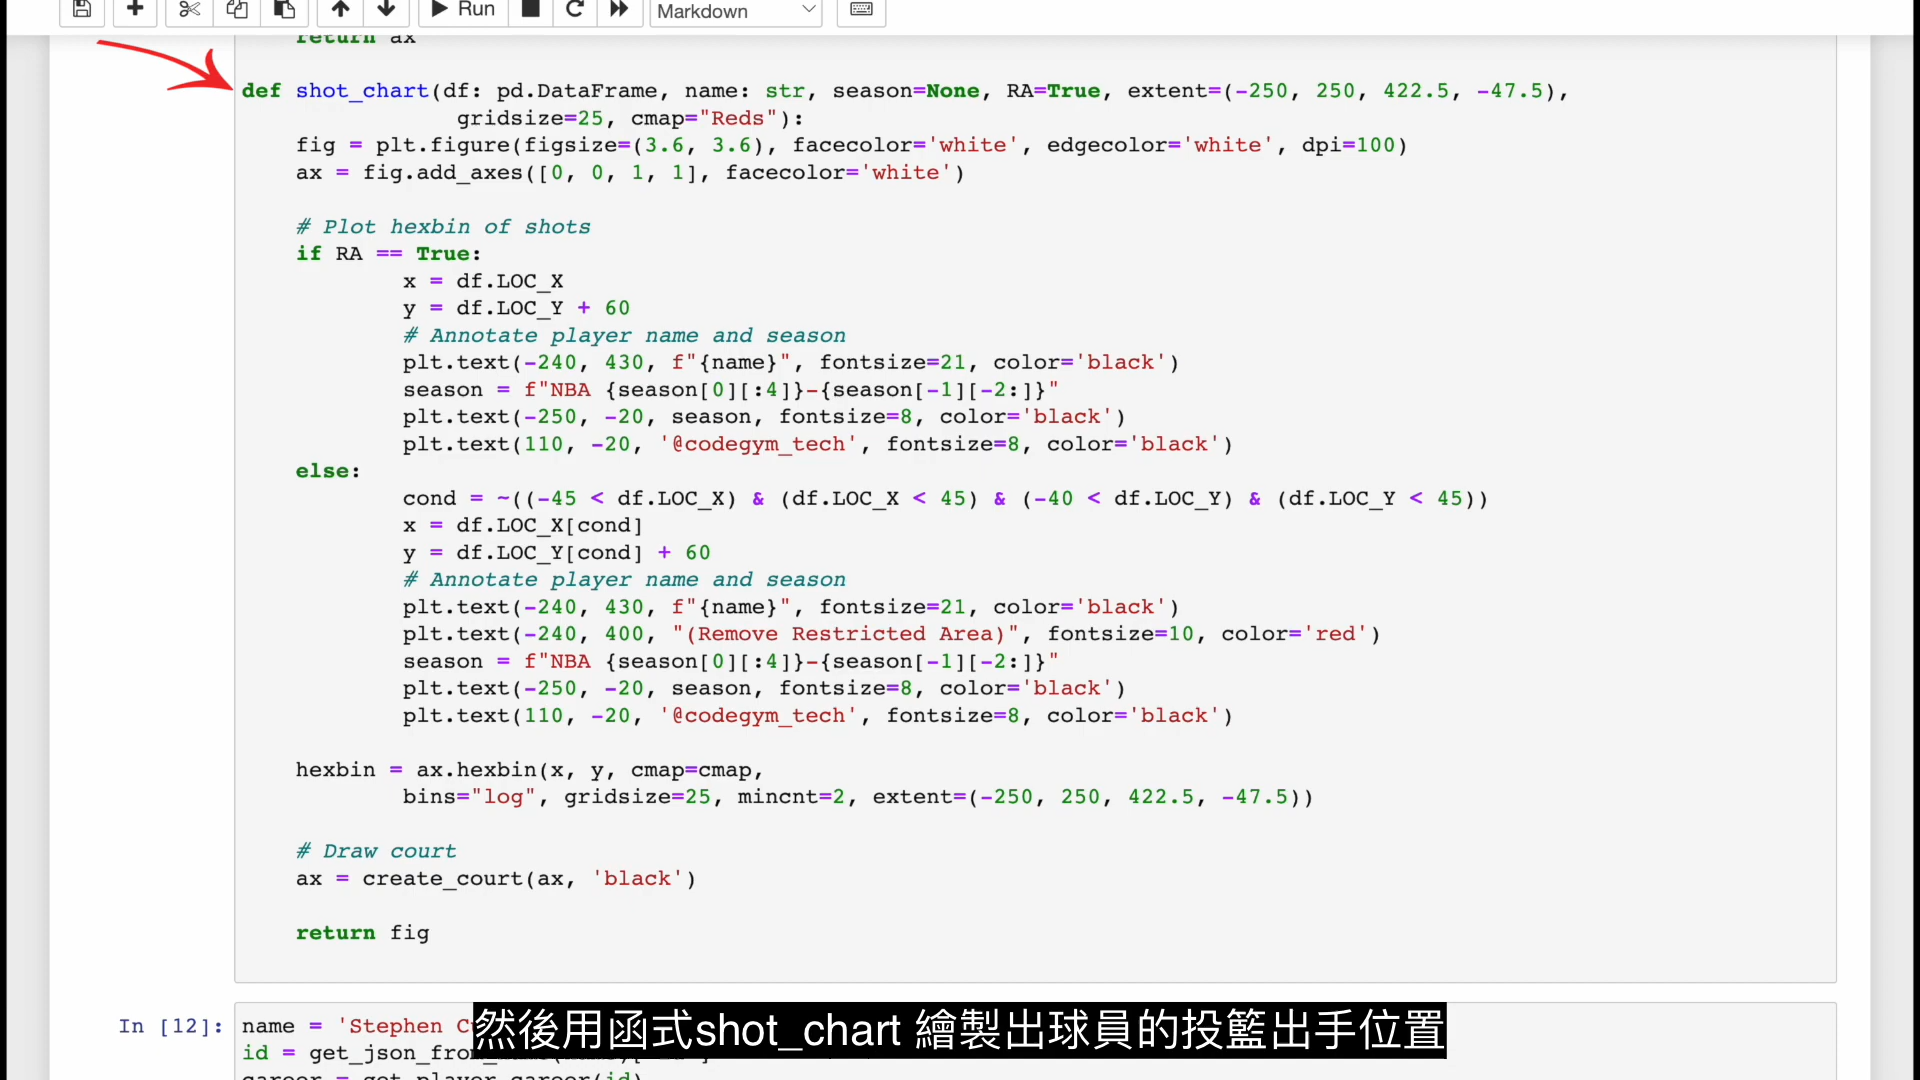 Run
Markdown
return ax
def shot_chart(df: pd.DataFrame, name: str, season=None, RA=True, extent=(-250, 250, 422.5, -47.5),
gridsize=25, cmap="Reds"):
fig = plt.figure(figsize=(3.6, 3.6), facecolor='white', edgecolor='white', dpi=100)
ax = fig.add_axes([0, 0, 1, 1], facecolor='white')
# Plot hexbin of shots
if RA == True:
x = df.LOC_X
y = df.LOC_Y + 60
# Annotate player name and season
plt.text(-240, 430, f"{name}", fontsize=21, color='black')
season = f"NBA {season[0][:4]}-{season[-1][-2:]}"
plt.text(-250, -20, season, fontsize=8, color='black')
plt.text(110, -20, '@codegym_tech', fontsize=8, color='black')
else:
cond = ~((-45 < df.LOC_X) & (df.LOC_X < 45) & (-40 < df.LOC_Y) & (df.LOC_Y < 45))
x = df.LOC_X[cond]
y = df.LOC_Y[cond] + 60
# Annotate player name and season
plt.text(-240, 430, f"{name}", fontsize=21, color='black')
plt.text(-240, 400, "(Remove Restricted Area)", fontsize=10, color='red')
season = f"NBA {season[0][:4]}-{season[-1][-2:]}"
plt.text(-250, -20, season, fontsize=8, color='black')
plt.text(110, -20, '@codegym_tech', fontsize=8, color='black')
hexbin = ax.hexbin(x, y, cmap=cmap,
bins="log", gridsize=25, mincnt=2, extent=(-250, 250, 422.5, -47.5))
# Draw court
ax = create_court(ax, 'black')
return fig
In [12]: name = 'Stephen
然後用函式shot_chart 繪製出球員的投籃出手位置
id =
career = get_player_career(id)